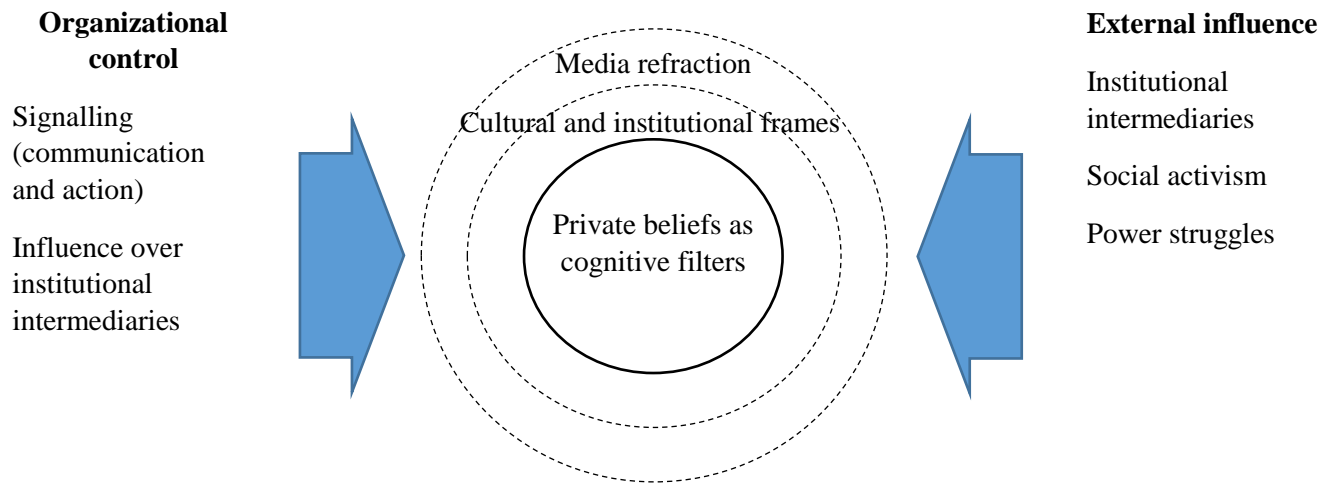 Organizational
control
Signalling
(communication
and action)
Influence over
institutional
intermediaries
Media refraction
Cultural and institutional frames
Private beliefs as
cognitive filters
External influence
Institutional
intermediaries
Social activism
Power struggles